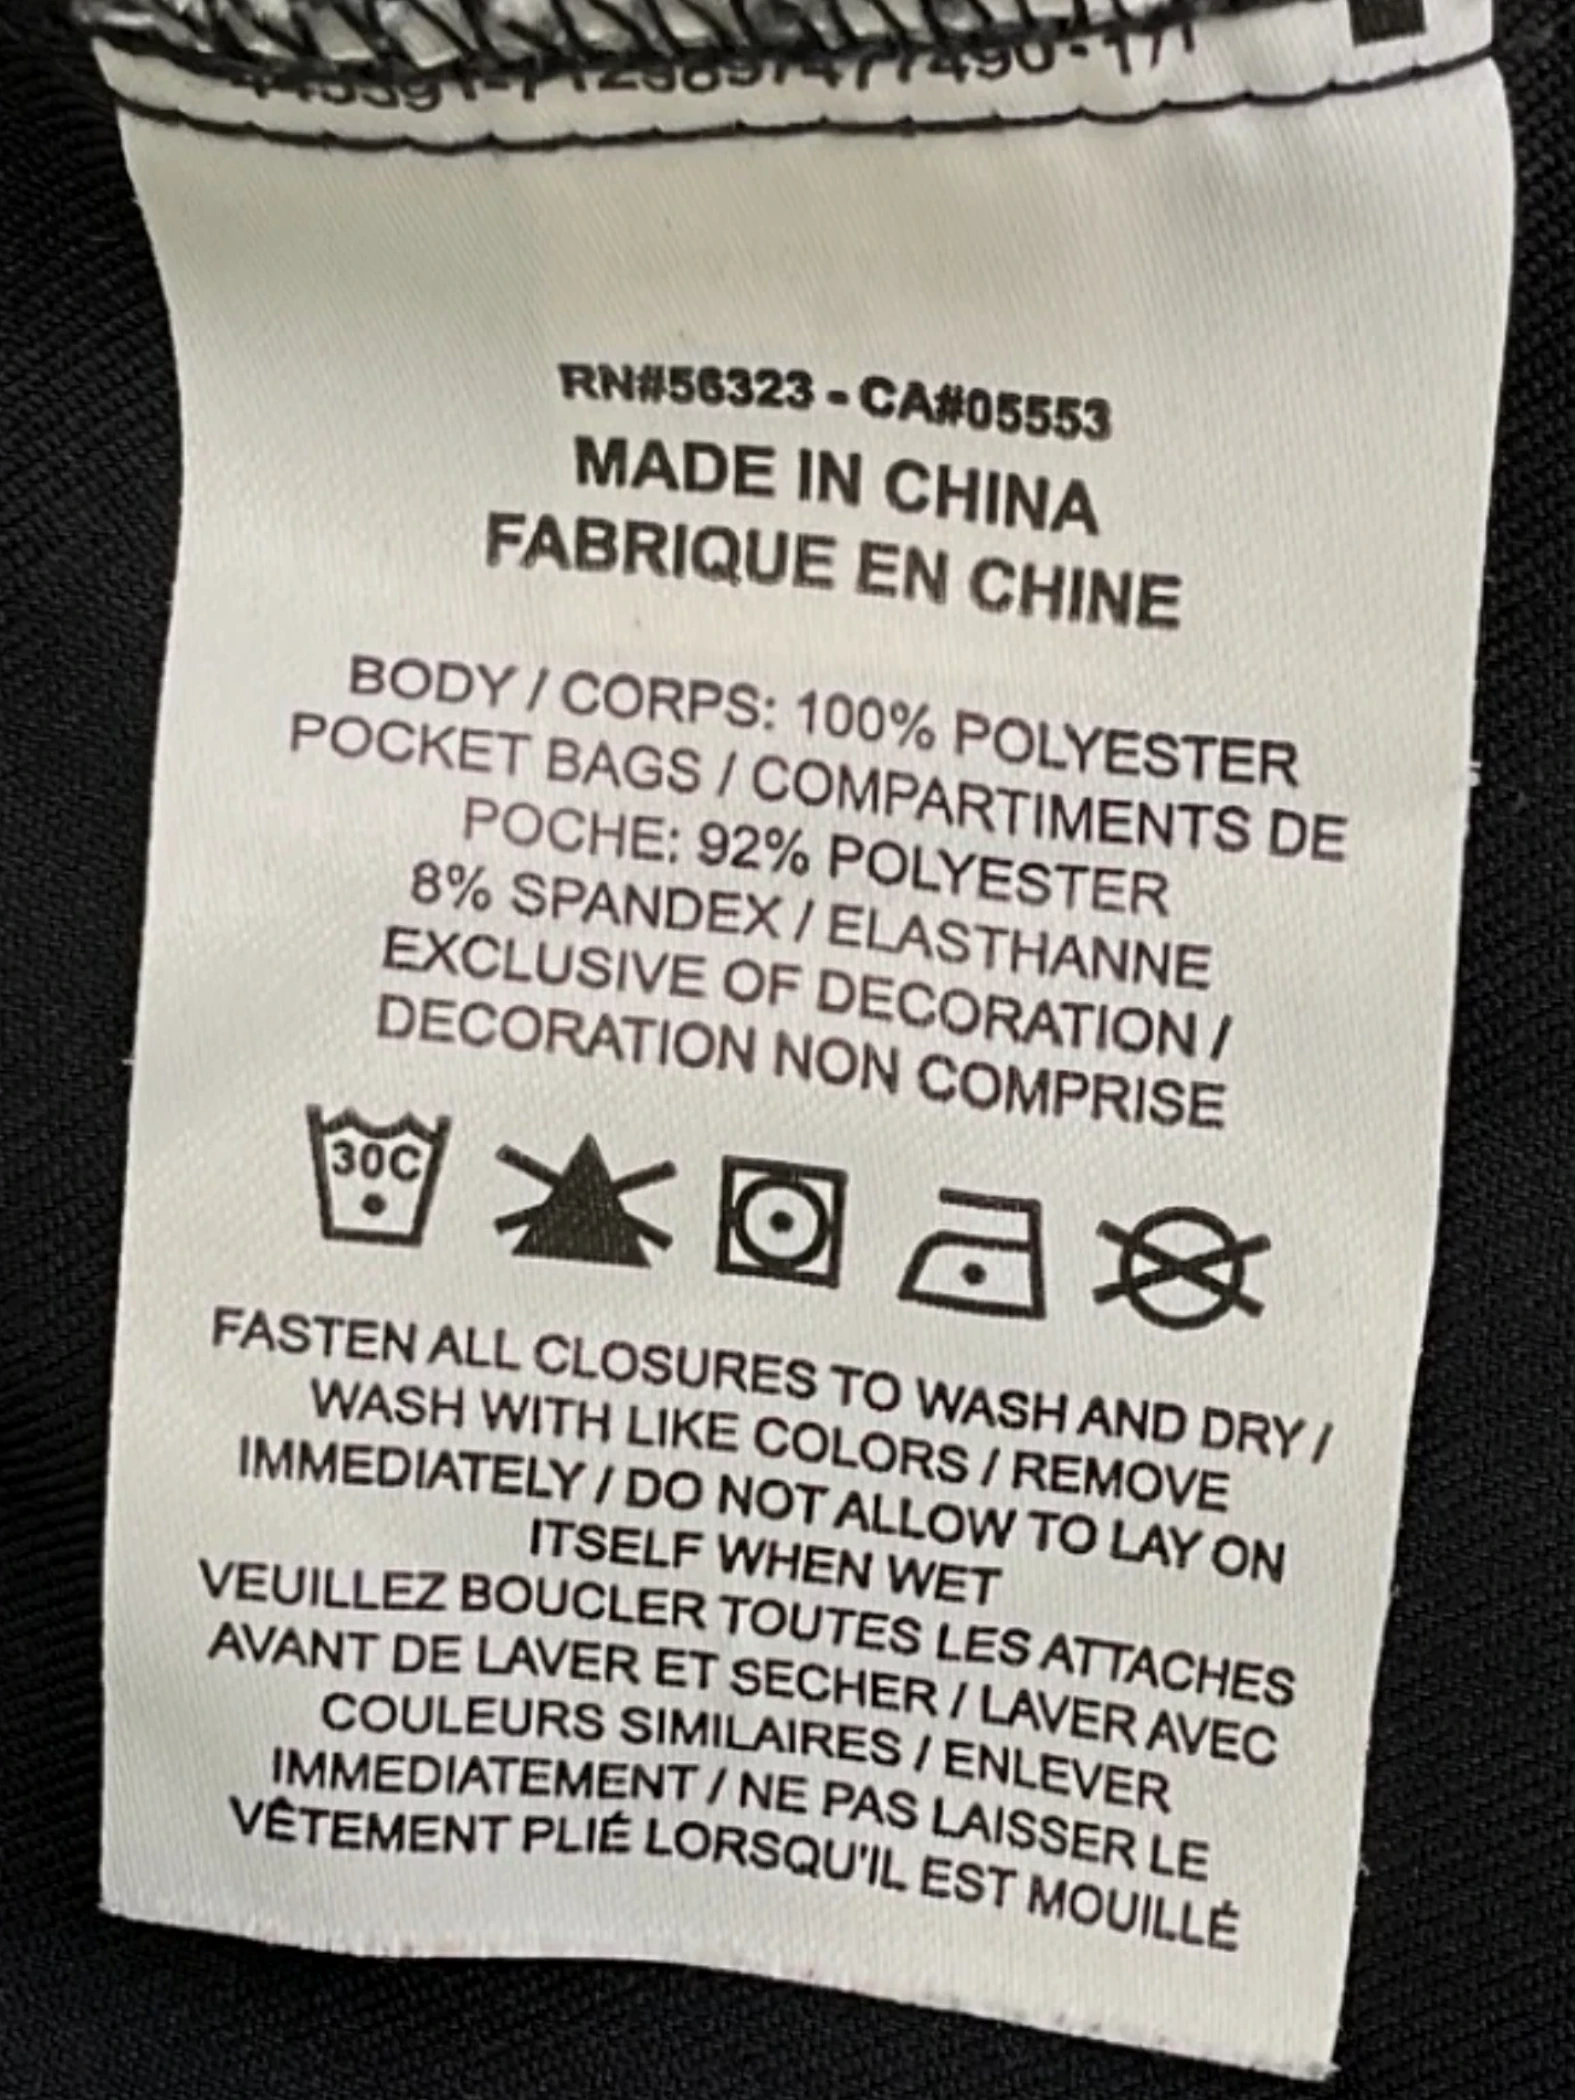 RN#56323 - CA#05553
MADE IN CHINA
FABRIQUE EN CHINE
BODY / CORPS: 100% POLYESTER
POCKET BAGS / COMPARTIMENTS DE
POCHE: 92% POLYESTER
8% SPANDEX / ELASTHANNE
EXCLUSIVE OF DECORATION /
DECORATION NON COMPRISE
30C
FASTEN ALL CLOSURES TO WASH AND DRY /
WASH WITH LIKE COLORS / REMOVE
IMMEDIATELY / DO NOT ALLOW TO LAY ON
ITSELF WHEN WET
VEUILLEZ BOUCLER TOUTES LES ATTACHES
AVANT DE LAVER ET SECHER / LAVER AVEC
COULEURS SIMILAIRES / ENLEVER
IMMEDIATEMENT / NE PAS LAISSER LE
VÊTEMENT PLIÉ LORSQU'IL EST MOUILLÉ